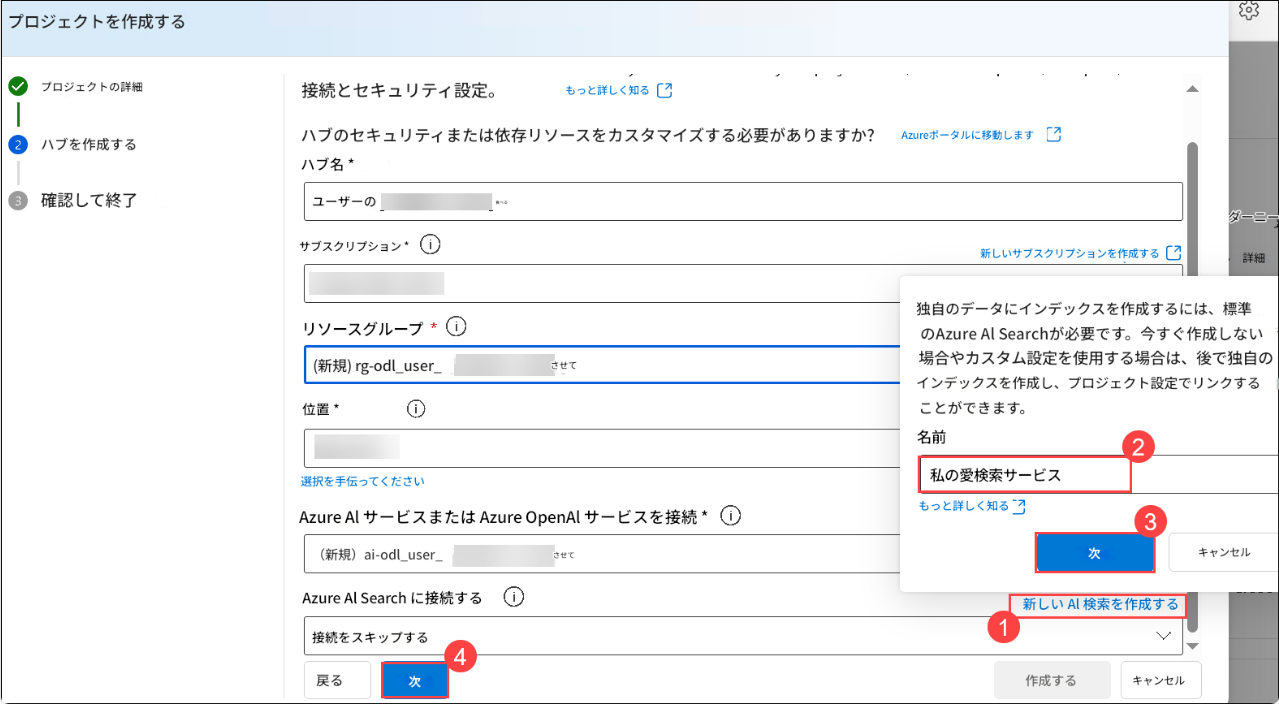 プロジェクトを作成する
プロジェクトの詳細
2 ハブを作成する
3 確認して終了
接続とセキュリティ設定。 もっと詳しく知る
ハブのセキュリティまたは依存リソースをカスタマイズする必要がありますか? Azureポータルに移動します
ハブ名 *
ユーザーの
サブスクリプション *
新しいサブスクリプションを作成する
リソースグループ *
(新規) rg-odl_user_ させて
位置 *
選択を手伝ってください
Azure AI サービスまたは Azure OpenAI サービスを接続 *
(新規) ai-odl_user_ させて
Azure AI Search に接続する
新しい AI 検索を作成する
1
接続をスキップする
4
戻る
次
作成する
キャンセル
独自のデータにインデックスを作成するには、標準
のAzure AI Searchが必要です。今すぐ作成しない
場合やカスタム設定を使用する場合は、後で独自の
インデックスを作成し、プロジェクト設定でリンクする
ことができます。
名前
2
私の愛検索サービス
もっと詳しく知る
3
次
キャンセル
ダーニー
詳細